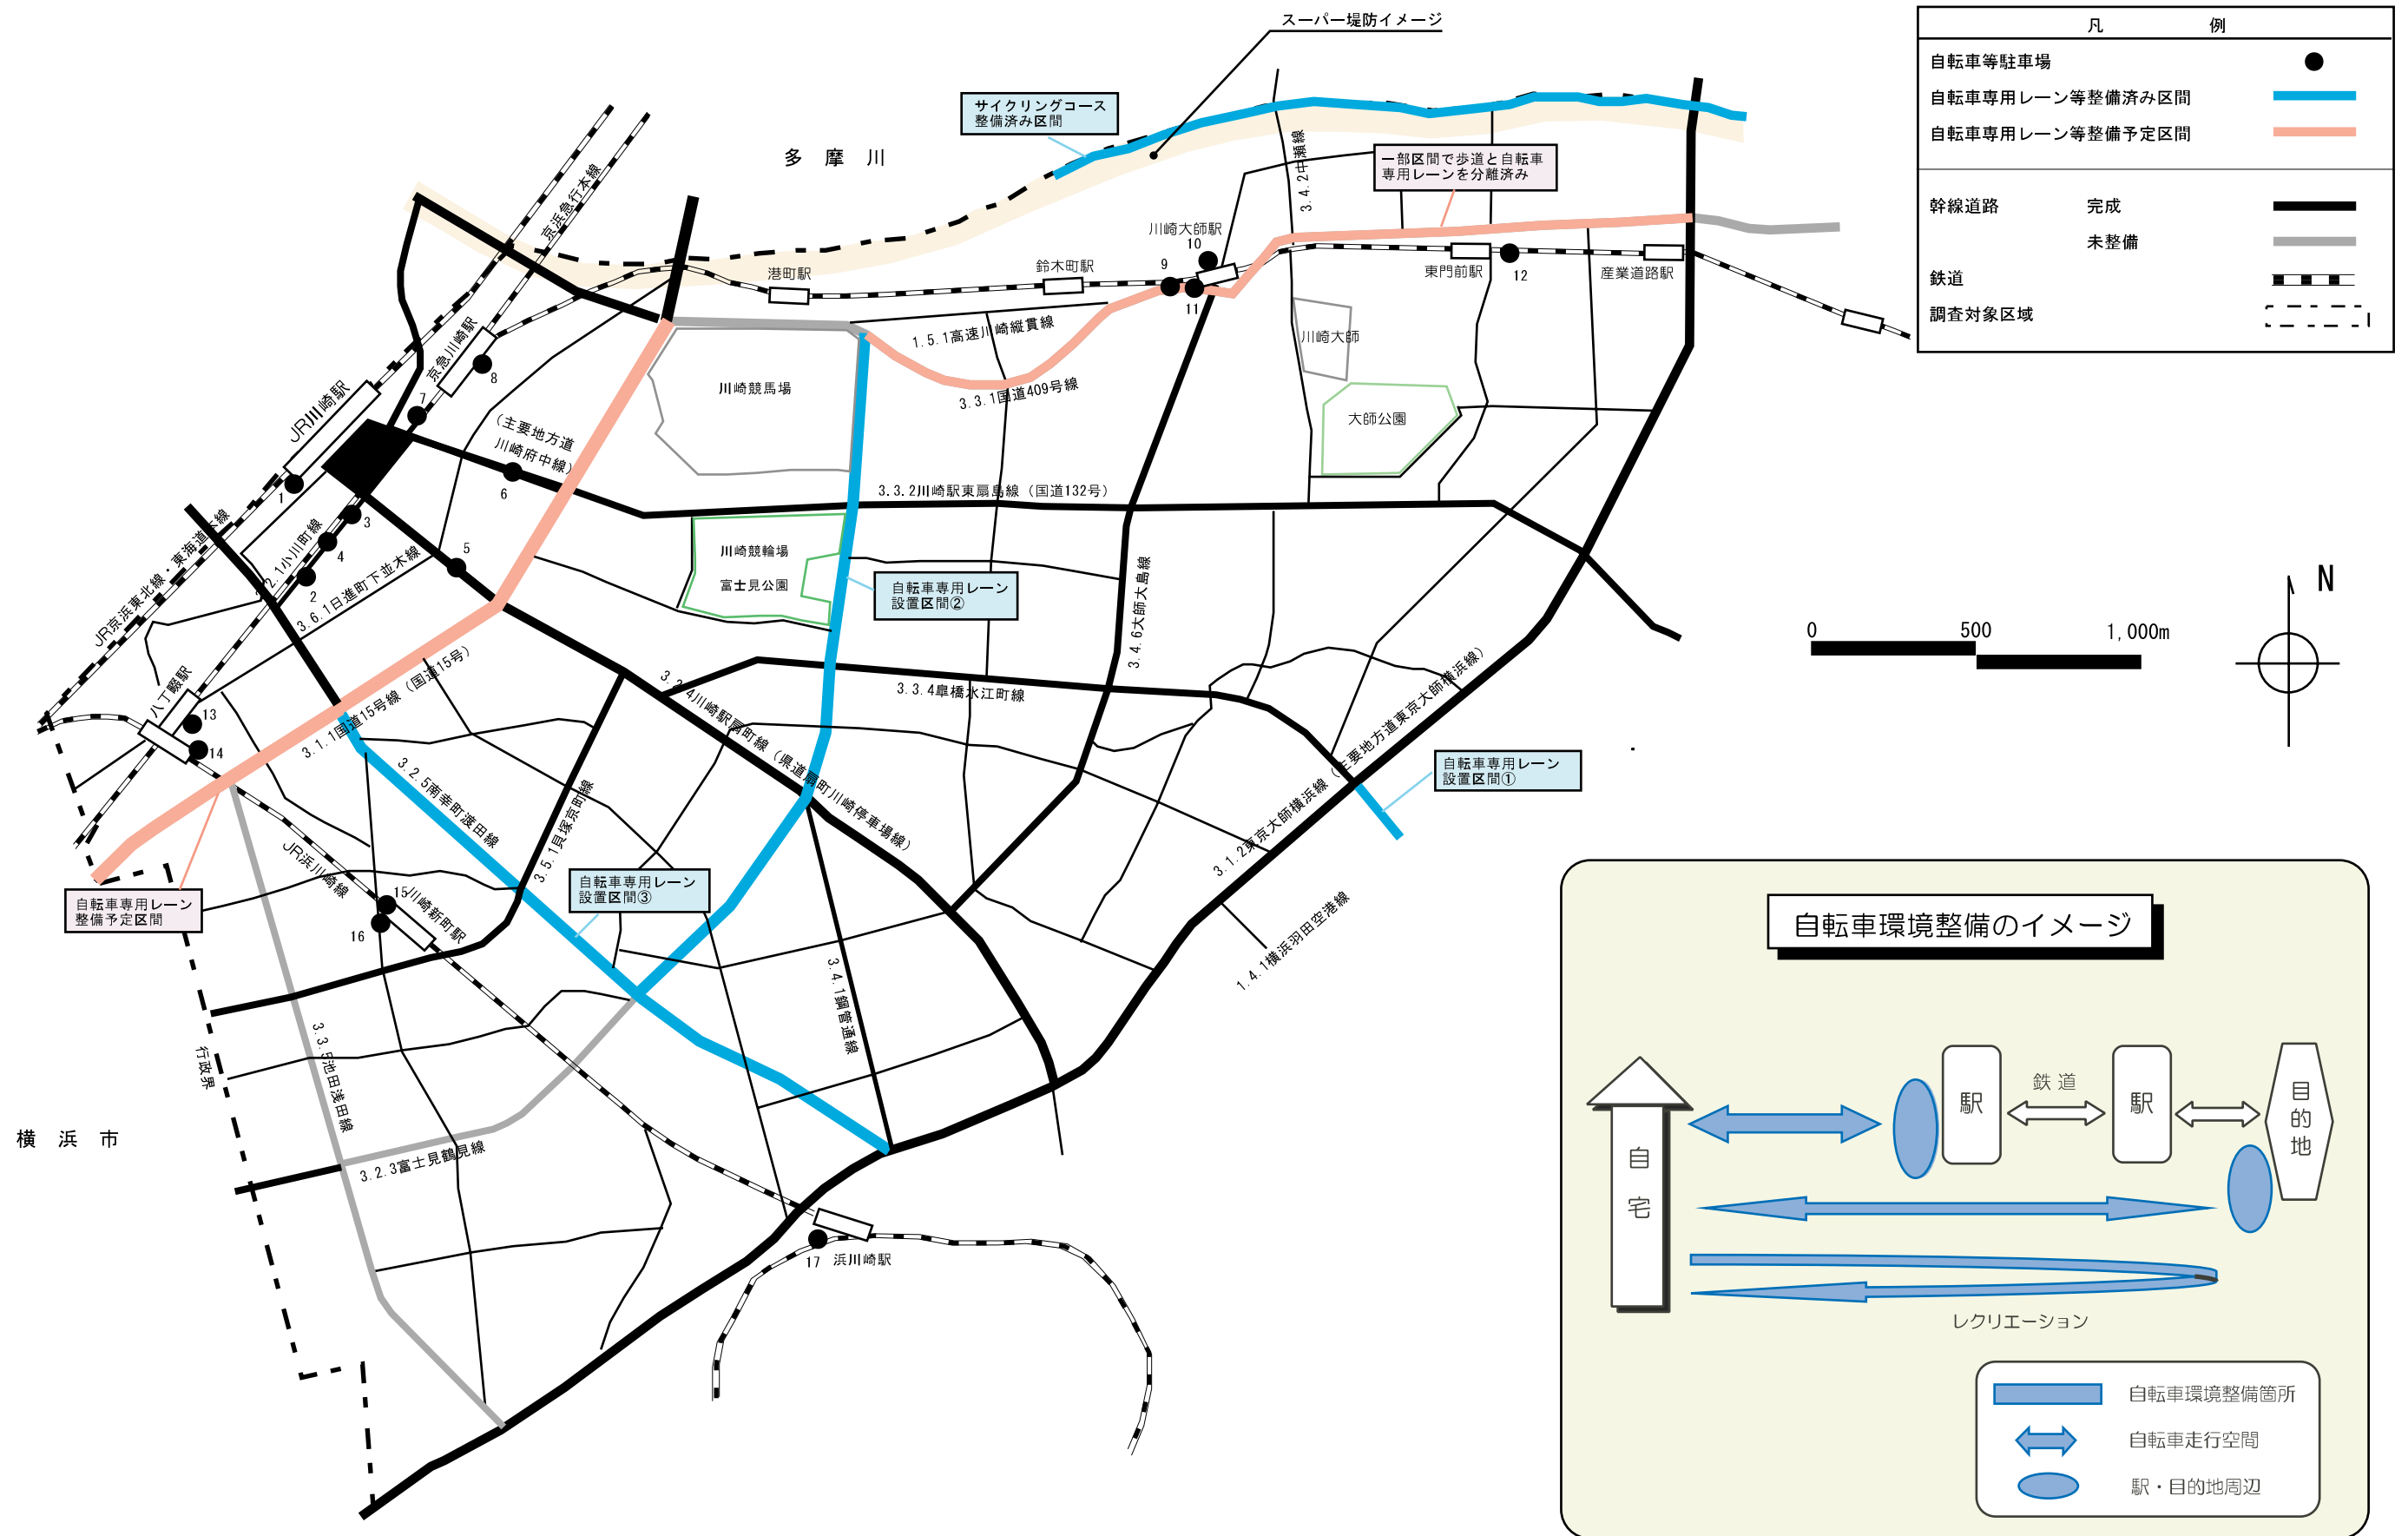 スーパー堤防イメージ
サイクリングコース
整備済み区間
多 摩 川
京浜急行本線
3.4.2中瀬線
一部区間で歩道と自転車
専用レーンを分離済み
川崎大師駅
10
9
11
鈴木町駅
港町駅
東門前駅
12
産業道路駅
1.5.1高速川崎縦貫線
3.3.1国道409号線
川崎大師
大師公園
京急川崎駅
8
7
JR川崎駅
1
(主要地方道
川崎府中線)
6
川崎競馬場
3.3.2川崎駅東扇島線(国道132号)
川崎競輪場
富士見公園
自転車専用レーン
設置区間②
3
4
2
5
2.1小川町線
JR京浜東北線・東海道本線
3.6.1日進町下並木線
3.4.6大師大島線
八丁畷駅
13
14
3.1.1国道15号線(国道15号)
3.2.4川崎駅扇町線(県道扇町川崎停車場線)
3.3.4皐橋水江町線
3.1.2東京大師横浜線(主要地方道東京大師横浜線)
自転車専用レーン
設置区間①
3.2.5南幸町渡田線
3.5.1貝塚京町線
自転車専用レーン
設置区間③
自転車専用レーン
整備予定区間
JR浜川崎線
15
16
川崎新町駅
3.4.1鋼管通線
1.4.1横浜羽田空港線
行政界
3.3.5池田浅田線
3.2.3富士見鶴見線
横 浜 市
17
浜川崎駅
凡 例
自転車等駐車場
自転車専用レーン等整備済み区間
自転車専用レーン等整備予定区間
幹線道路 完成
未整備
鉄道
調査対象区域
N
0 500 1,000m
自転車環境整備のイメージ
自宅
駅
鉄道
駅
目的地
レクリエーション
自転車環境整備箇所
自転車走行空間
駅・目的地周辺